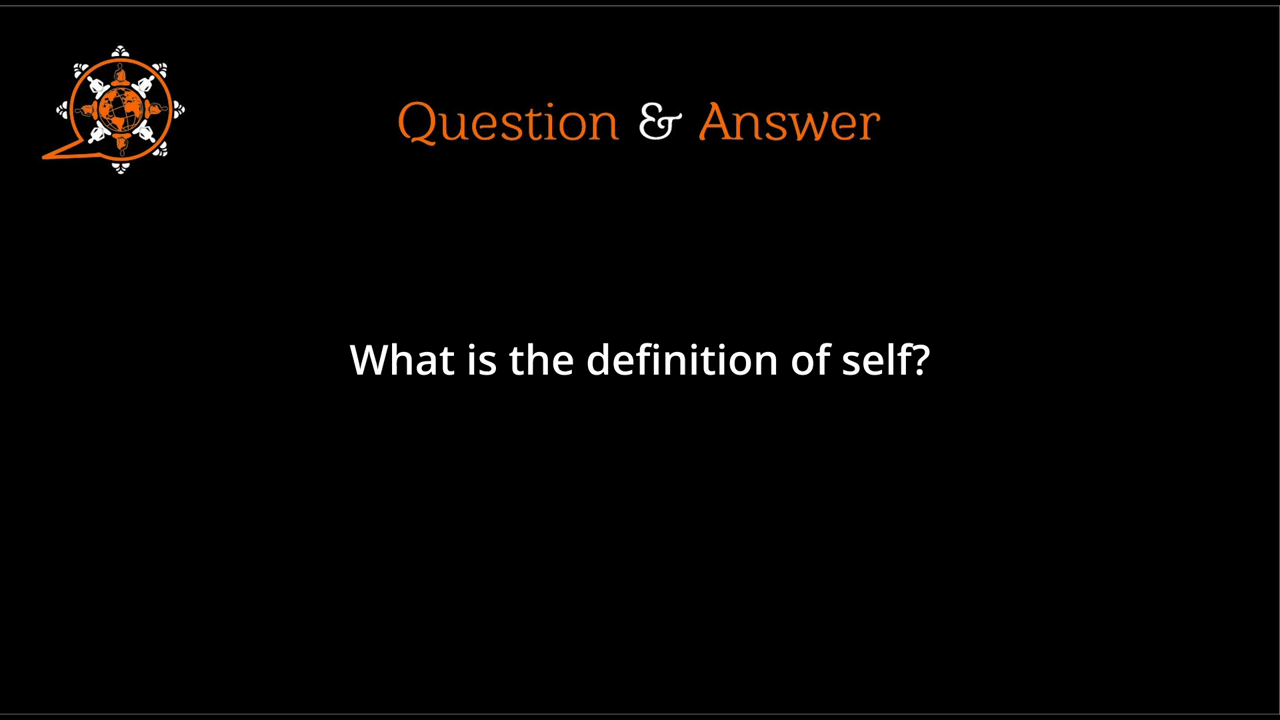 Question & Answer
What is the definition of self?